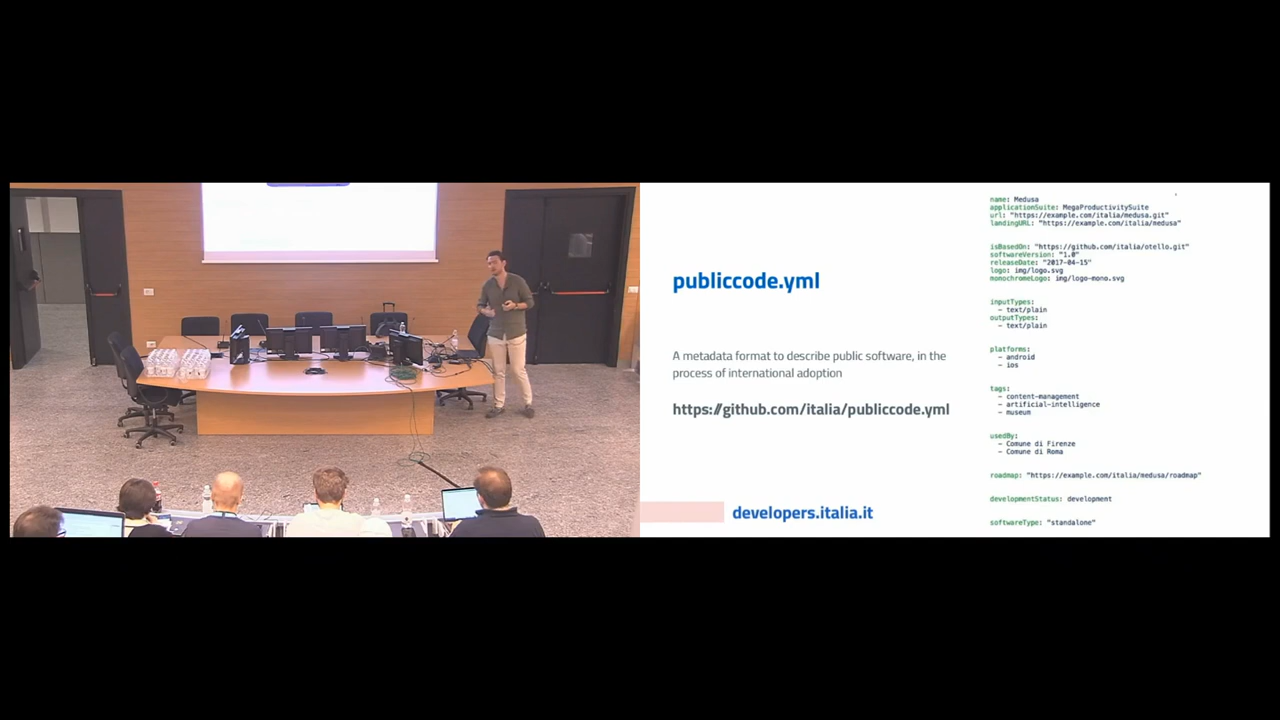 publiccode.yml
A metadata format to describe public software, in the
process of international adoption
https://github.com/italia/publiccode.yml
developers.italia.it
name: Medusa
applicationSuite: MegaProductivitySuite
url: "https://example.com/italia/medusa.git"
landingURL: "https://example.com/italia/medusa"
isBasedOn: "https://github.com/italia/otello.git"
softwareVersion: "1.0"
releaseDate: "2017-04-15"
logo: img/logo.svg
monochromeLogo: img/logo-mono.svg
inputTypes:
- text/plain
outputTypes:
- text/plain
platforms:
- android
- ios
tags:
- content-management
- artificial-intelligence
- museum
usedBy:
- Comune di Firenze
- Comune di Roma
roadmap: "https://example.com/italia/medusa/roadmap"
developmentStatus: development
softwareType: "standalone"